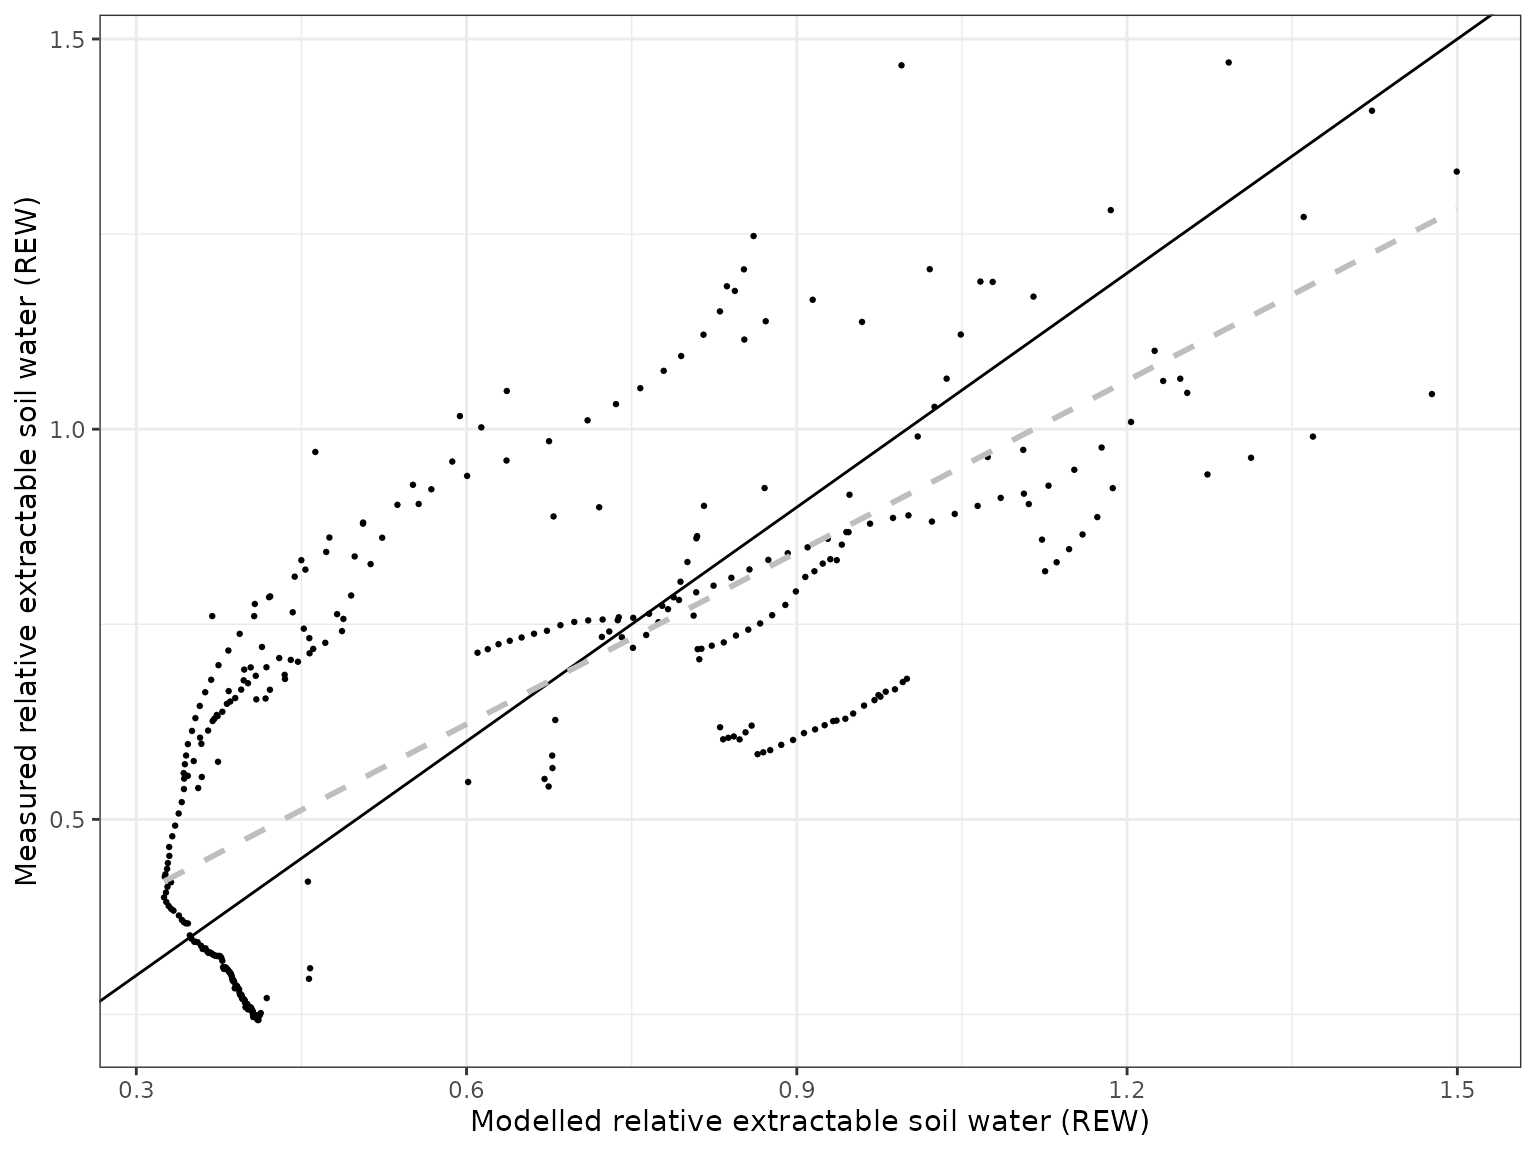 Measured relative extractable soil water (REW)
1.5
1.0
0.5
0.3 0.6 0.9 1.2 1.5
Modelled relative extractable soil water (REW)